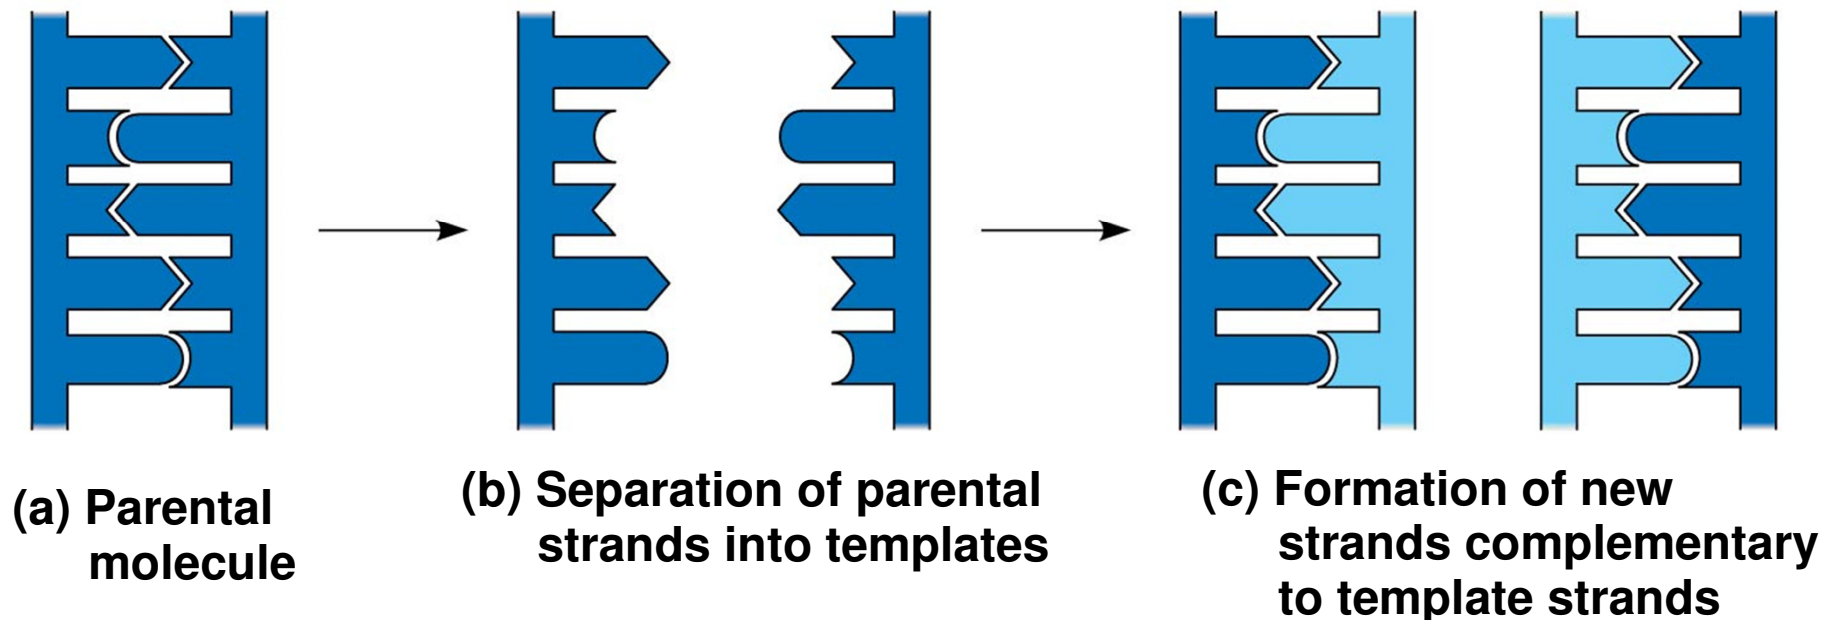 (a) Parental
molecule
(b) Separation of parental
strands into templates
(c) Formation of new
strands complementary
to template strands